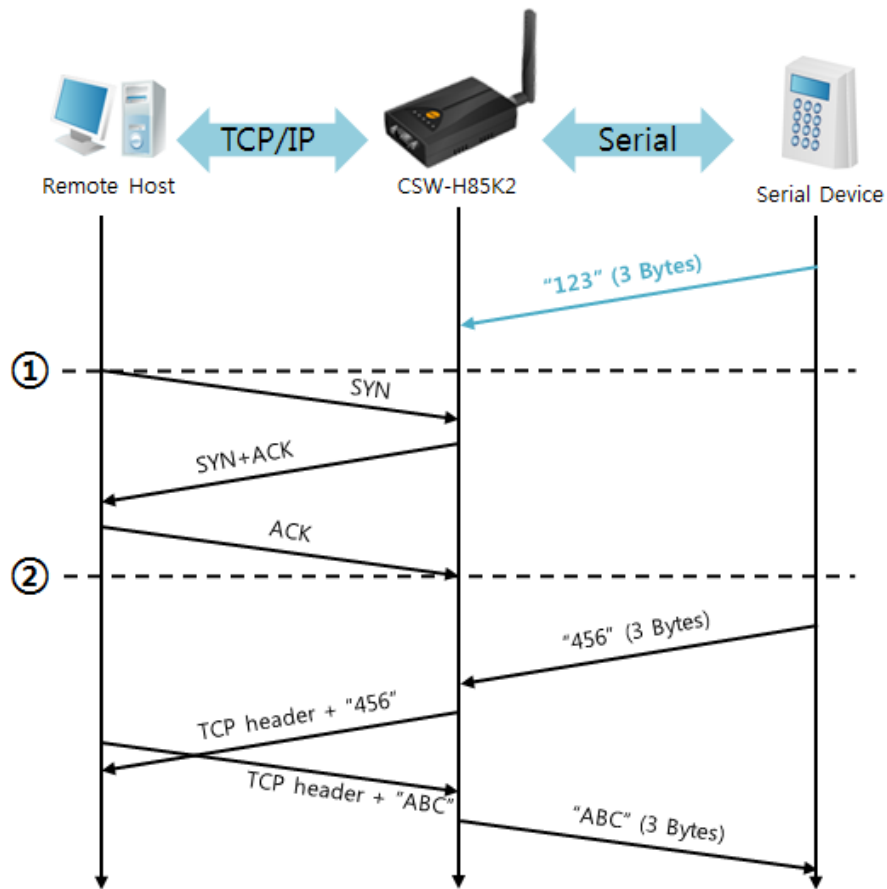 TCP/IP
Serial
Remote Host
CSW-H85K2
Serial Device
“123” (3 Bytes)
①
SYN
SYN+ACK
ACK
②
“456” (3 Bytes)
TCP header + “456”
TCP header + “ABC”
“ABC” (3 Bytes)